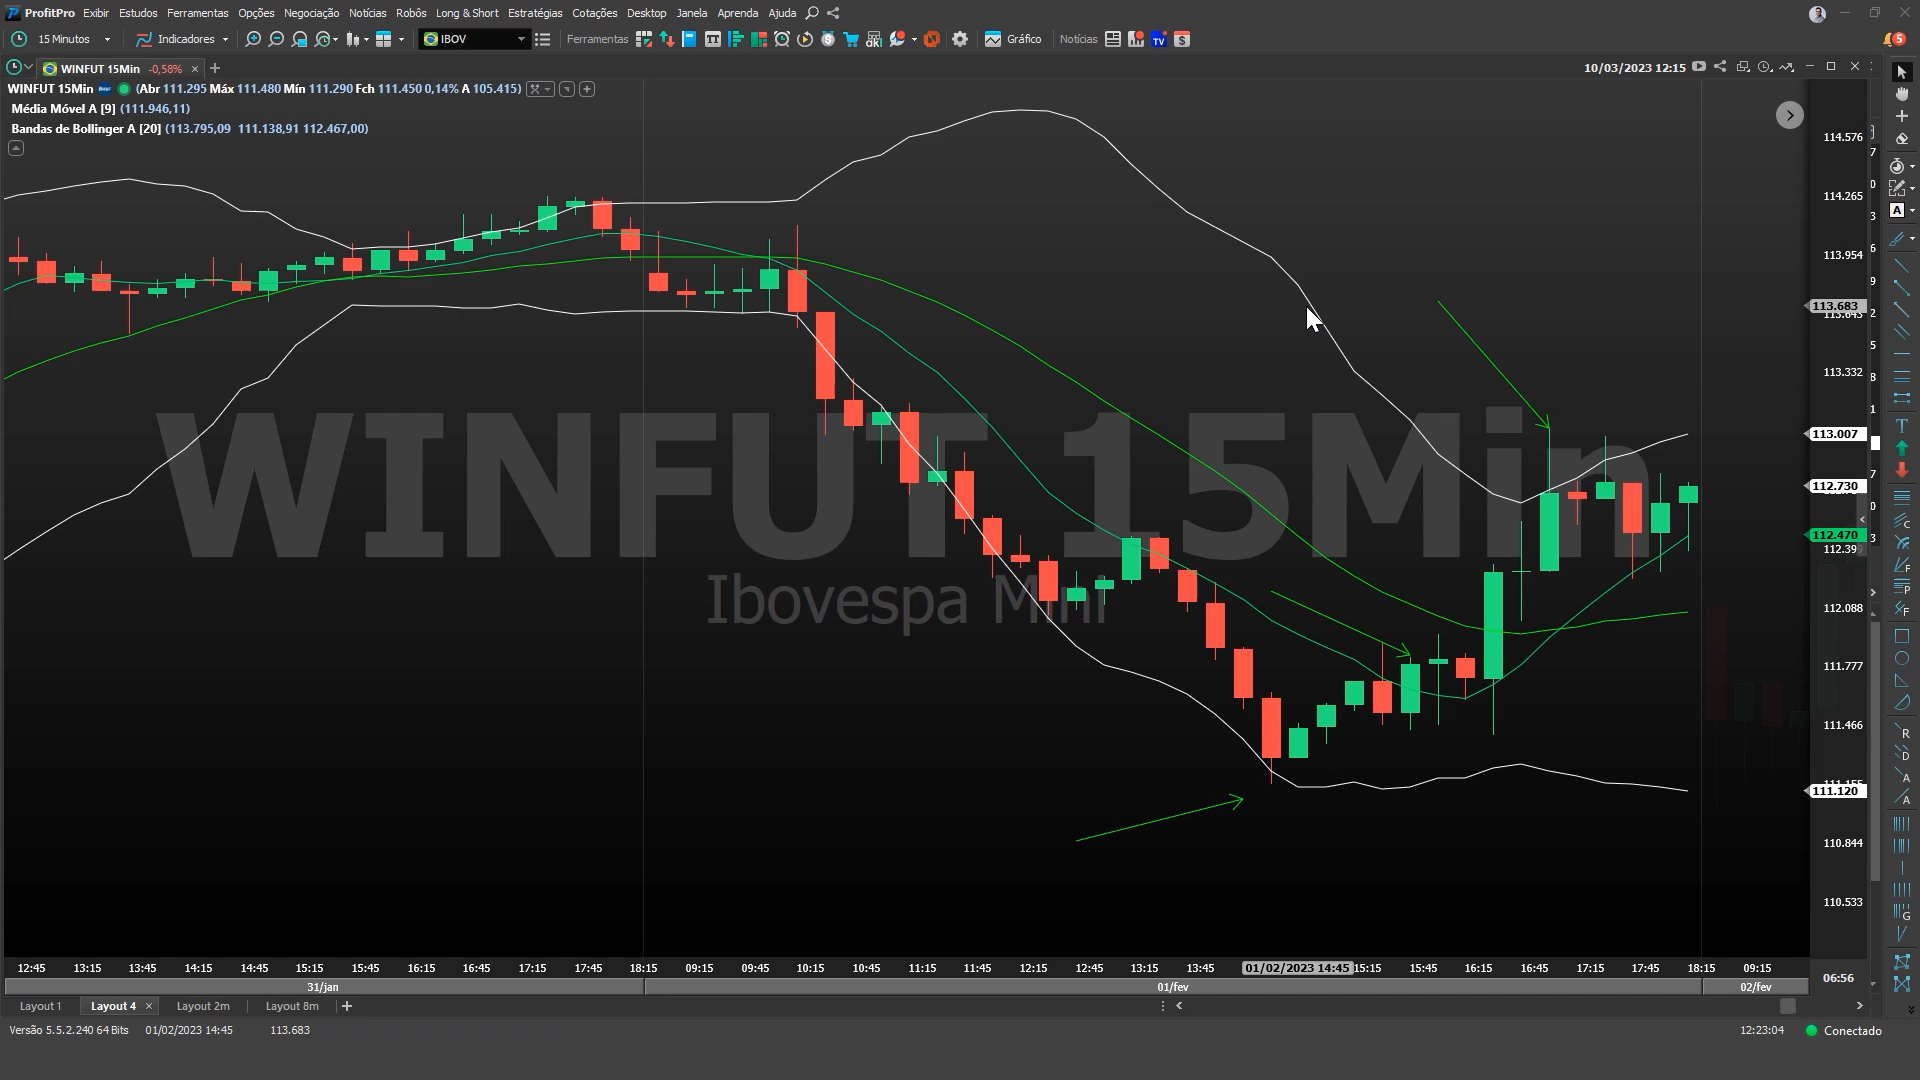 ProfitPro Exibir Estudos Ferramentas Opções Negociação Notícias Robôs Long & Short Estratégias Cotações Desktop Janela Aprenda Ajuda
15 Minutos Indicadores IBOV Ferramentas Gráfico Notícias 5
WINFUT 15Min -0,58% × + 10/03/2023 12:15
WINFUT 15Min (Abr 111.295 Máx 111.480 Mín 111.290 Fch 111.450 0,14% A 105.415)
Média Móvel A [9] (111.946,11)
Bandas de Bollinger A [20] (113.795,09 111.138,91 112.467,00)
WINFUT 15Min
Ibovespa Mini
114.576
114.265
113.954
113.683
113.643
113.332
113.007
112.730
112.470
112.399
112.088
111.777
111.466
111.155
111.120
110.844
110.533
12:45 13:15 13:45 14:15 14:45 15:15 15:45 16:15 16:45 17:15 17:45 18:15 09:15 09:45 10:15 10:45 11:15 11:45 12:15 12:45 13:15 13:45 01/02/2023 14:45 15:15 15:45 16:15 16:45 17:15 17:45 18:15 09:15
31/jan 01/fev 02/fev 06:56
Layout 1 Layout 4 × Layout 2m Layout 8m +
Versão 5.5.2.240 64 Bits 01/02/2023 14:45 113.683 12:23:04 Conectado